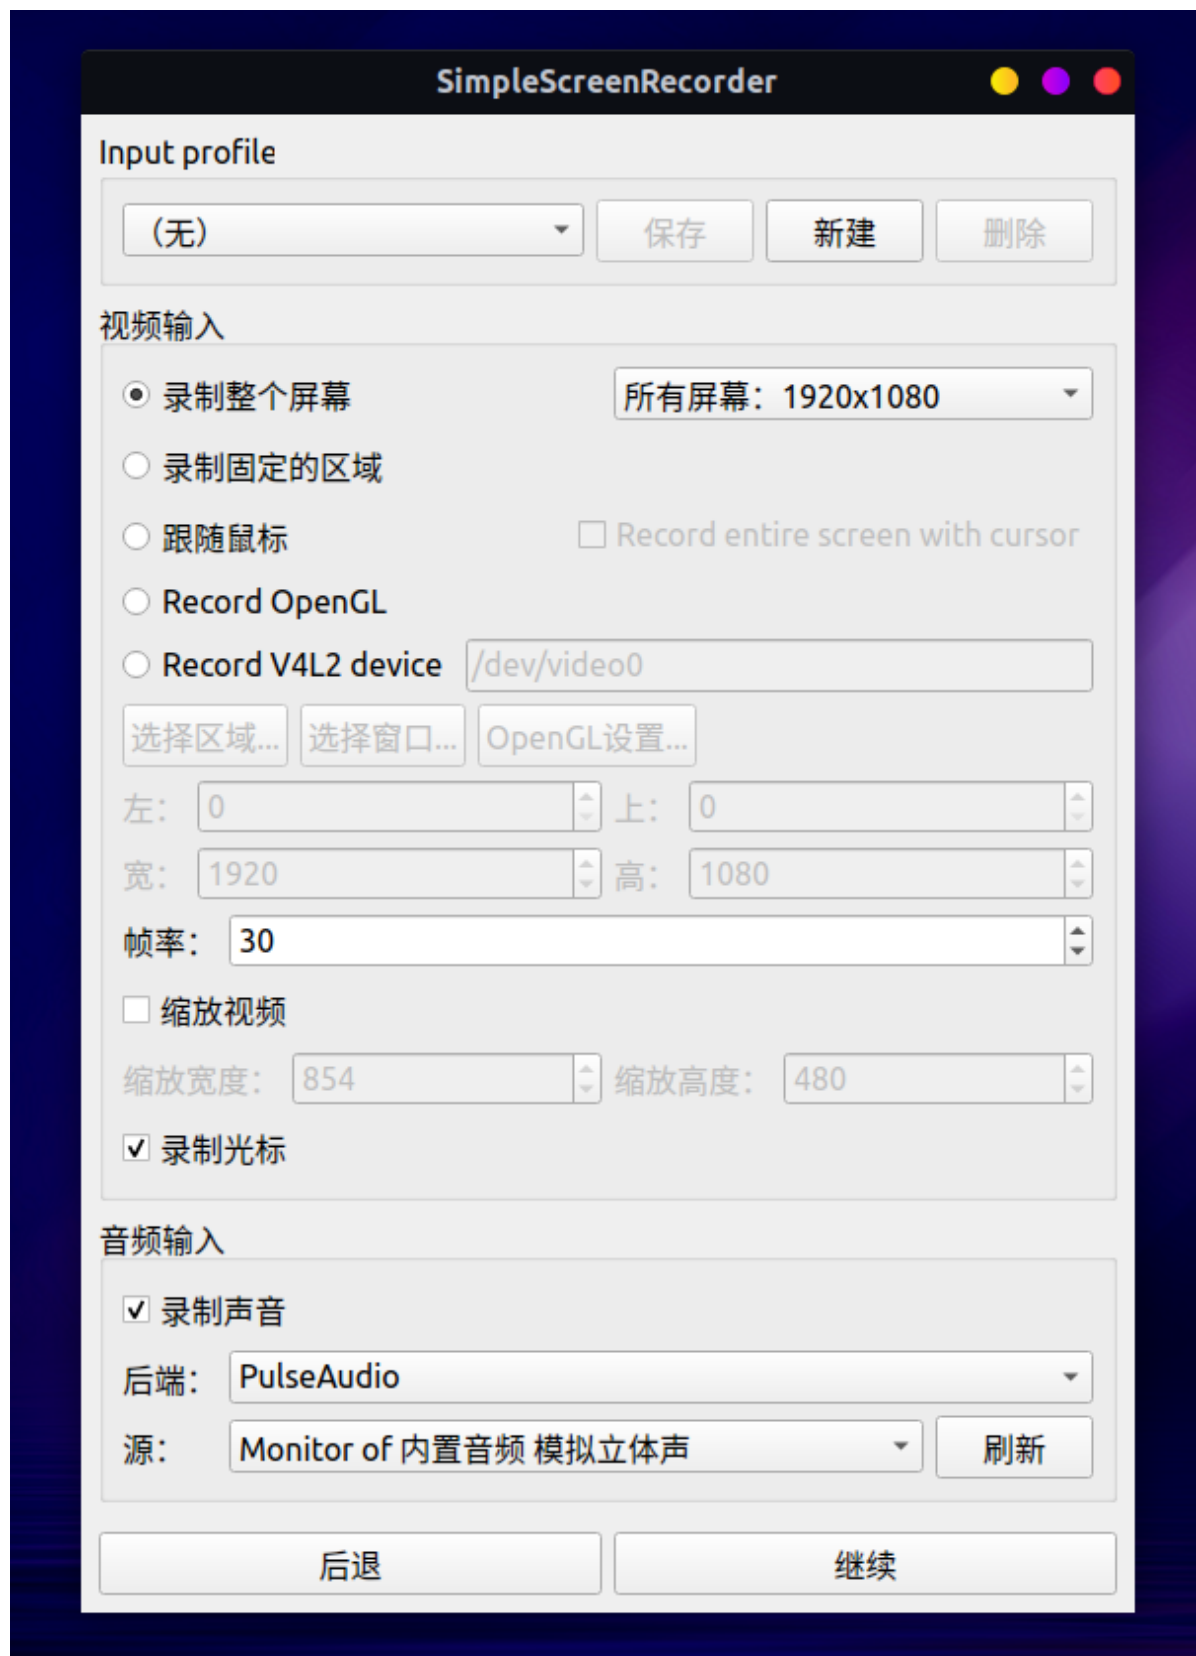 SimpleScreenRecorder
Input profile
（无） 保存 新建 删除
视频输入
录制整个屏幕 所有屏幕：1920x1080
录制固定的区域
跟随鼠标 Record entire screen with cursor
Record OpenGL
Record V4L2 device /dev/video0
选择区域... 选择窗口... OpenGL设置...
左： 0 上： 0
宽： 1920 高： 1080
帧率： 30
缩放视频
缩放宽度： 854 缩放高度： 480
录制光标
音频输入
录制声音
后端： PulseAudio
源： Monitor of 内置音频 模拟立体声 刷新
后退 继续